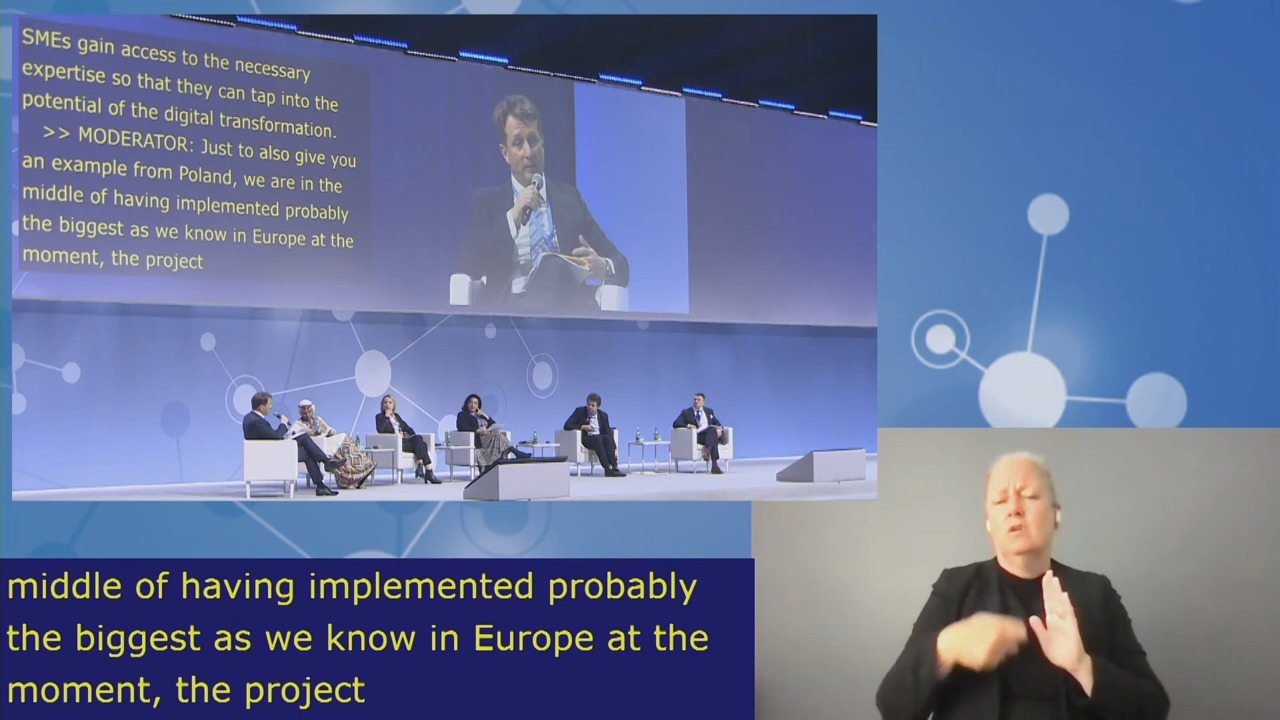 SMEs gain access to the necessary
expertise so that they can tap into the
potential of the digital transformation.
>> MODERATOR: Just to also give you
an example from Poland, we are in the
middle of having implemented probably
the biggest as we know in Europe at the
moment, the project
middle of having implemented probably
the biggest as we know in Europe at the
moment, the project